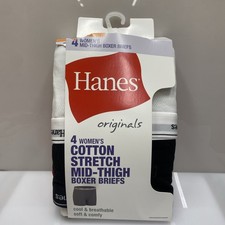 4 WOMEN'S
MID-THIGH BOXER BRIEFS
Hanes
originals
4 WOMEN'S
COTTON
STRETCH
MID-THIGH
BOXER BRIEFS
cool & breathable
soft & comfy